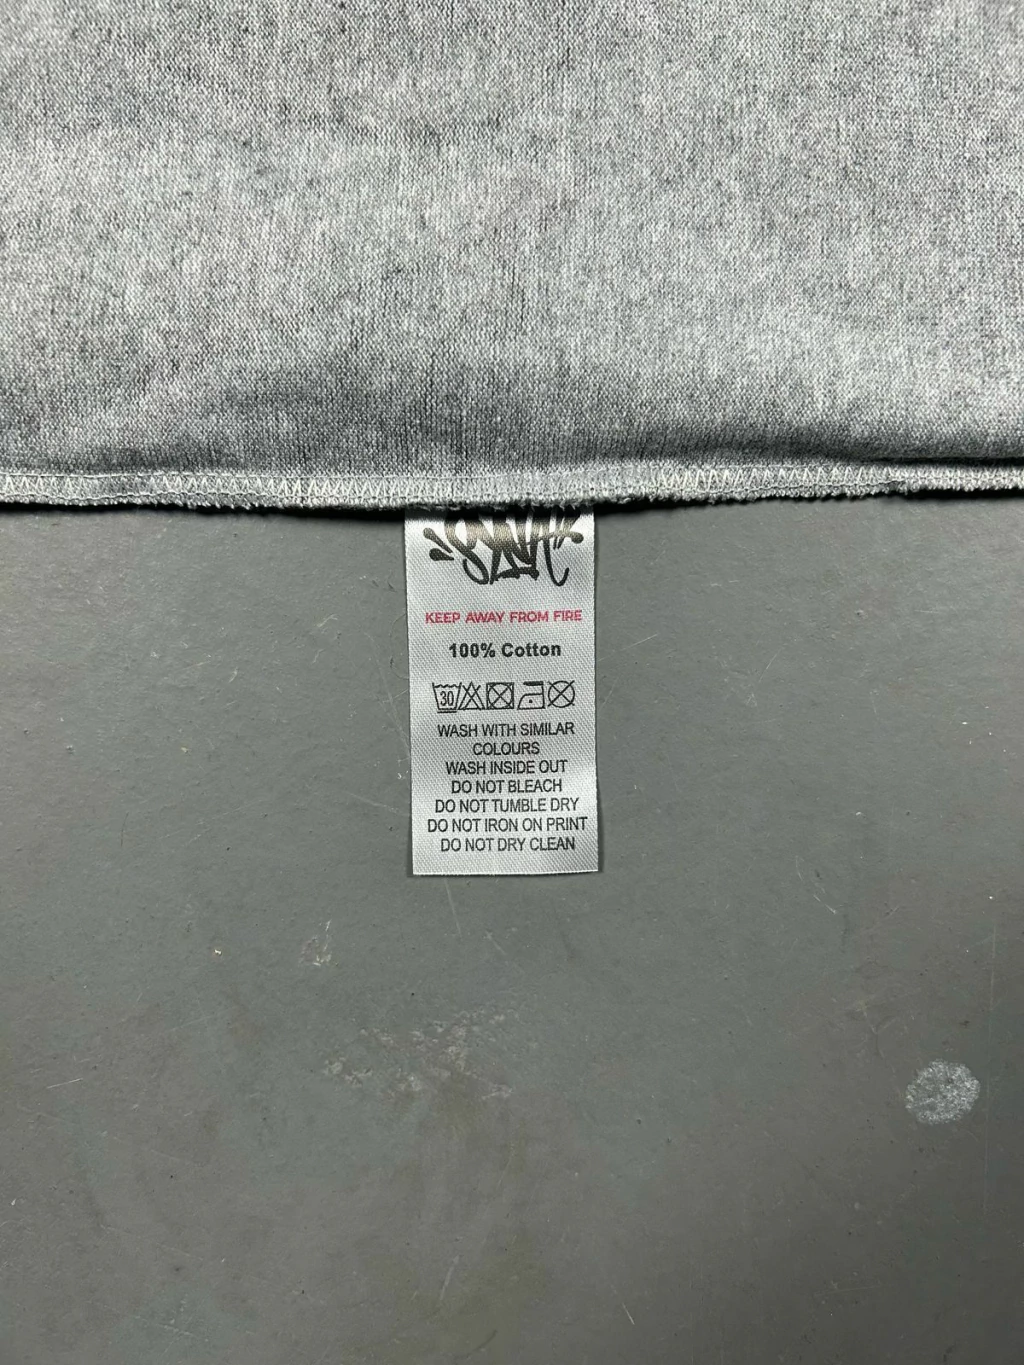 SYNA
KEEP AWAY FROM FIRE
100% Cotton
30
WASH WITH SIMILAR
COLOURS
WASH INSIDE OUT
DO NOT BLEACH
DO NOT TUMBLE DRY
DO NOT IRON ON PRINT
DO NOT DRY CLEAN